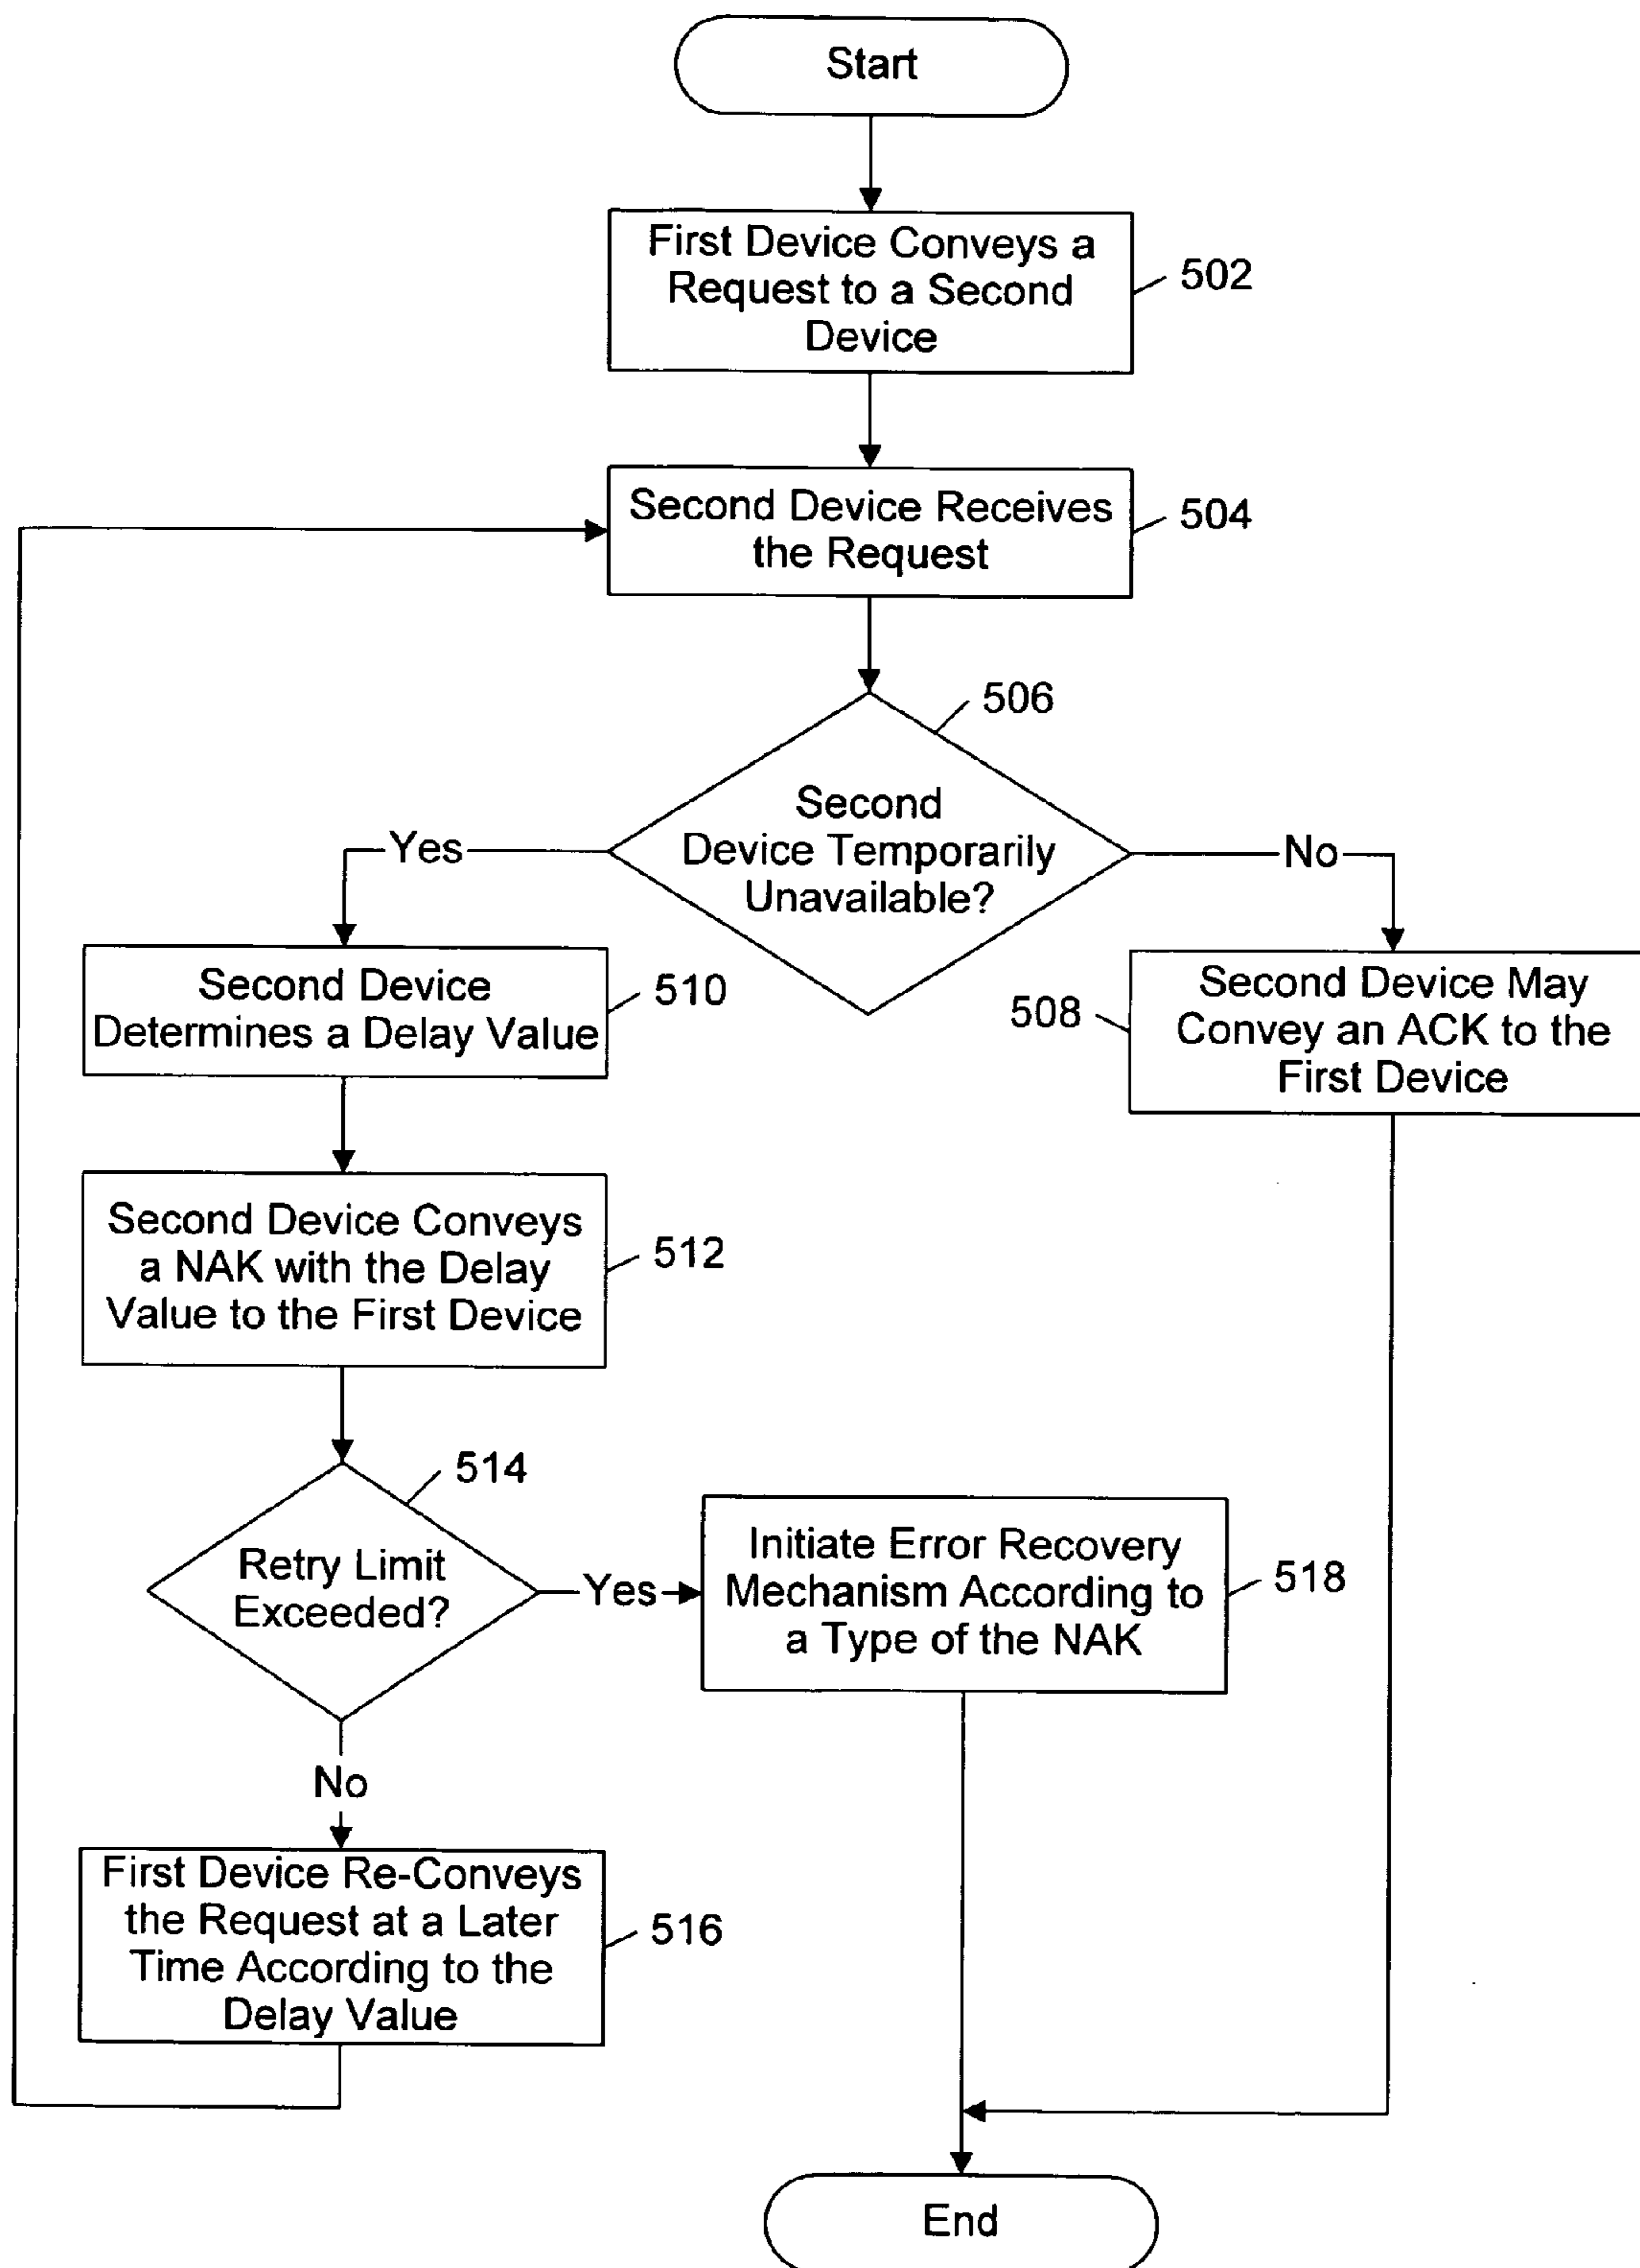 Start
First Device Conveys a
Request to a Second
Device
502
Second Device Receives
the Request
504
506
Second
Device Temporarily
Unavailable?
Yes
No
Second Device
Determines a Delay Value
510
508
Second Device May
Convey an ACK to the
First Device
Second Device Conveys
a NAK with the Delay
Value to the First Device
512
514
Retry Limit
Exceeded?
Yes
Initiate Error Recovery
Mechanism According to
a Type of the NAK
518
No
First Device Re-Conveys
the Request at a Later
Time According to the
Delay Value
516
End